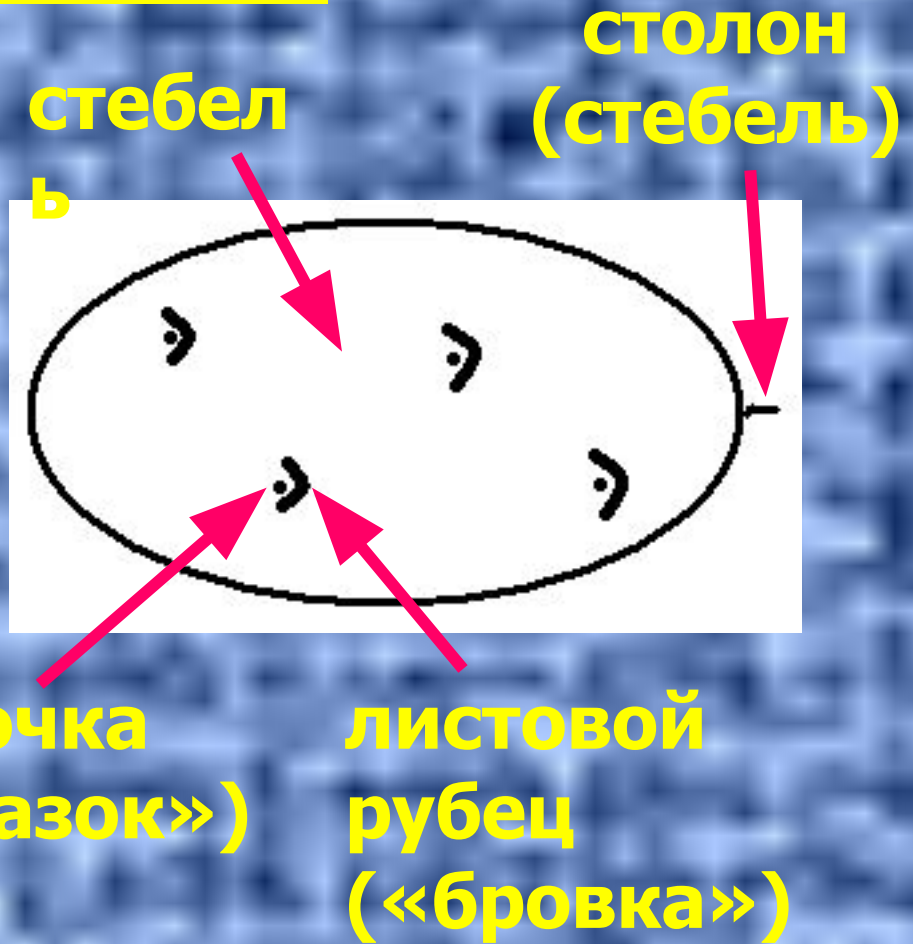 столон
(стебель)
стебел
ь
очка
азок»)
листовой
рубец
(«бровка»)